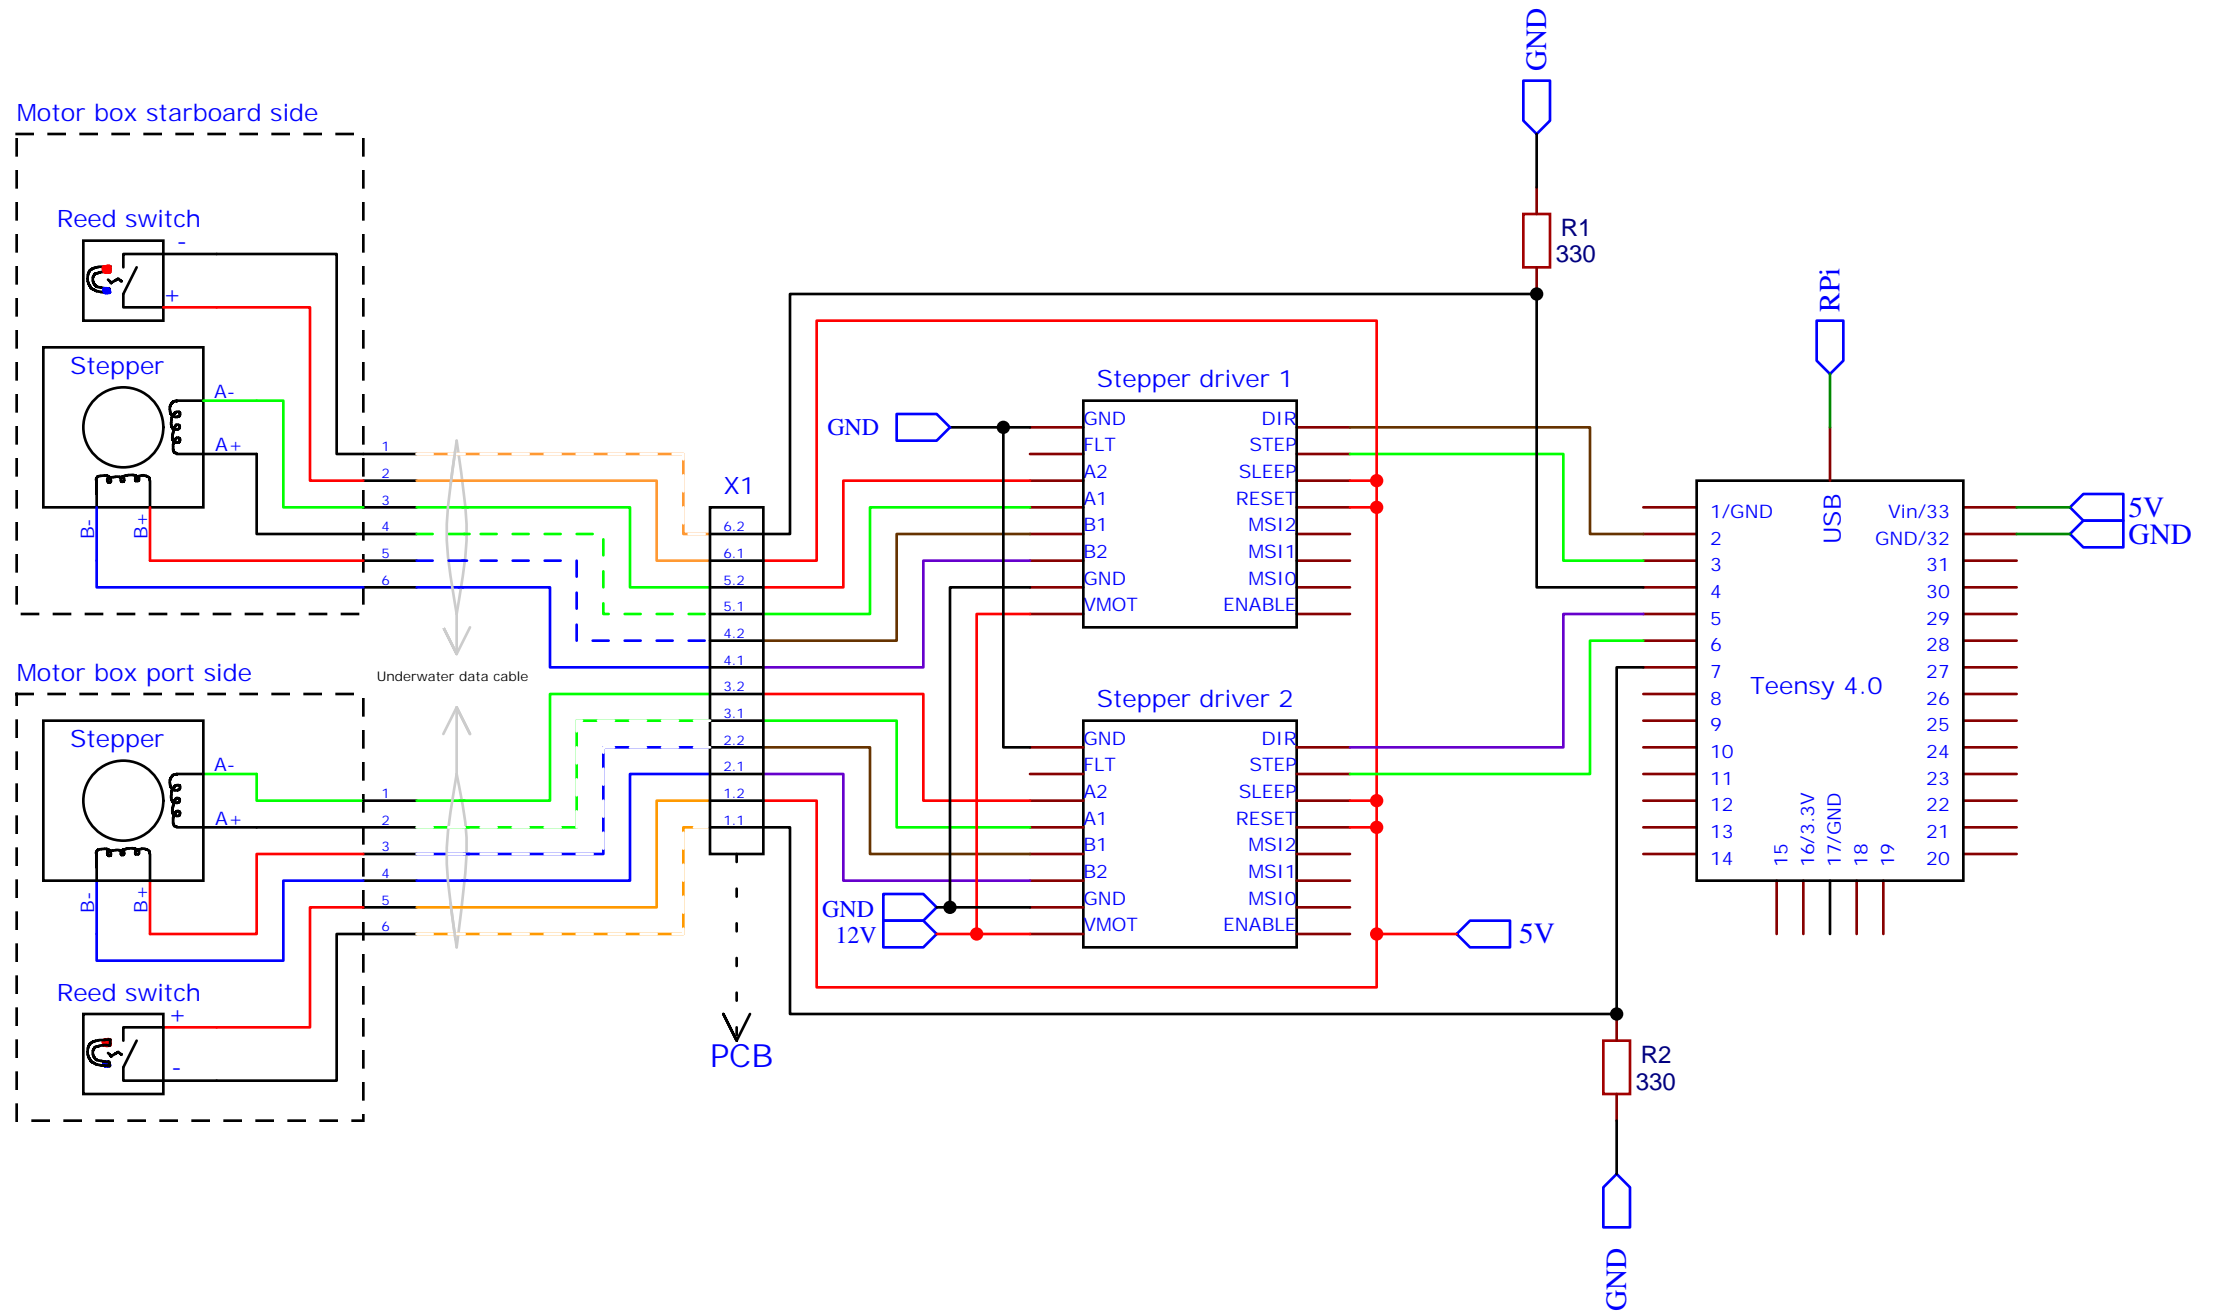 GND
Motor box starboard side
Reed switch
-
+
Stepper
A-
A+
B-
B+
1
2
3
4
5
6
Underwater data cable
Motor box port side
Stepper
A-
A+
B-
B+
1
2
3
4
5
6
Reed switch
+
-
X1
6.2
6.1
5.2
5.1
4.2
4.1
3.2
3.1
2.2
2.1
1.2
1.1
PCB
R1
330
Stepper driver 1
GND
GND
FLT
A2
A1
B1
B2
GND
VMOT
DIR
STEP
SLEEP
RESET
MSI2
MSI1
MSI0
ENABLE
Stepper driver 2
GND
FLT
A2
A1
B1
B2
GND
VMOT
DIR
STEP
SLEEP
RESET
MSI2
MSI1
MSI0
ENABLE
GND
12V
5V
RPi
USB
1/GND
2
3
4
5
6
7
8
9
10
11
12
13
14
Teensy 4.0
15
16/3.3V
17/GND
18
19
Vin/33
GND/32
31
30
29
28
27
26
25
24
23
22
21
20
5V
GND
R2
330
GND